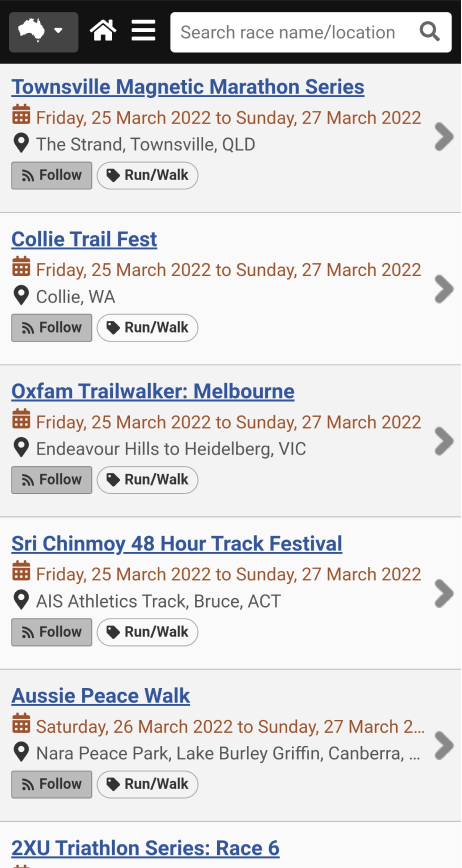 Search race name/location
Townsville Magnetic Marathon Series
Friday, 25 March 2022 to Sunday, 27 March 2022
The Strand, Townsville, QLD
Follow Run/Walk
Collie Trail Fest
Friday, 25 March 2022 to Sunday, 27 March 2022
Collie, WA
Follow Run/Walk
Oxfam Trailwalker: Melbourne
Friday, 25 March 2022 to Sunday, 27 March 2022
Endeavour Hills to Heidelberg, VIC
Follow Run/Walk
Sri Chinmoy 48 Hour Track Festival
Friday, 25 March 2022 to Sunday, 27 March 2022
AIS Athletics Track, Bruce, ACT
Follow Run/Walk
Aussie Peace Walk
Saturday, 26 March 2022 to Sunday, 27 March 2...
Nara Peace Park, Lake Burley Griffin, Canberra, ...
Follow Run/Walk
2XU Triathlon Series: Race 6